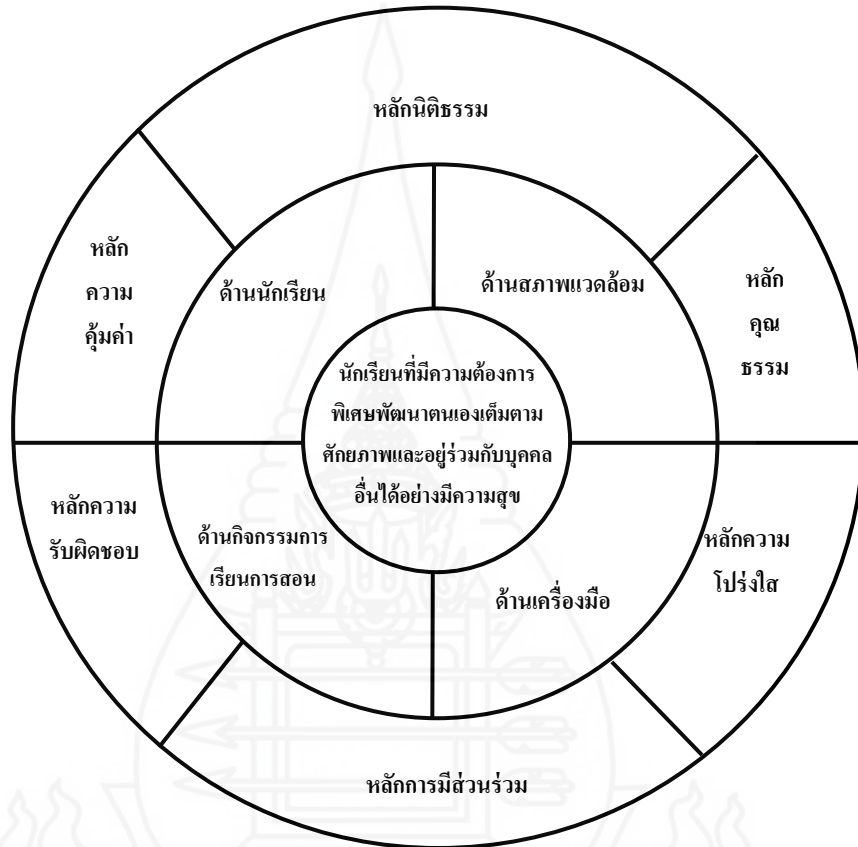 หลักนิติธรรม
หลัก
ความ
คุ้มค่า
ด้านนักเรียน
ด้านสภาพแวดล้อม
หลัก
คุณ
ธรรม
นักเรียนที่มีความต้องการ
พิเศษพัฒนาตนเองเต็มตาม
ศักยภาพและอยู่ร่วมกับบุคคล
อื่นได้อย่างมีความสุข
หลักความ
รับผิดชอบ
ด้านกิจกรรมการ
เรียนการสอน
ด้านเครื่องมือ
หลักความ
โปร่งใส
หลักการมีส่วนร่วม